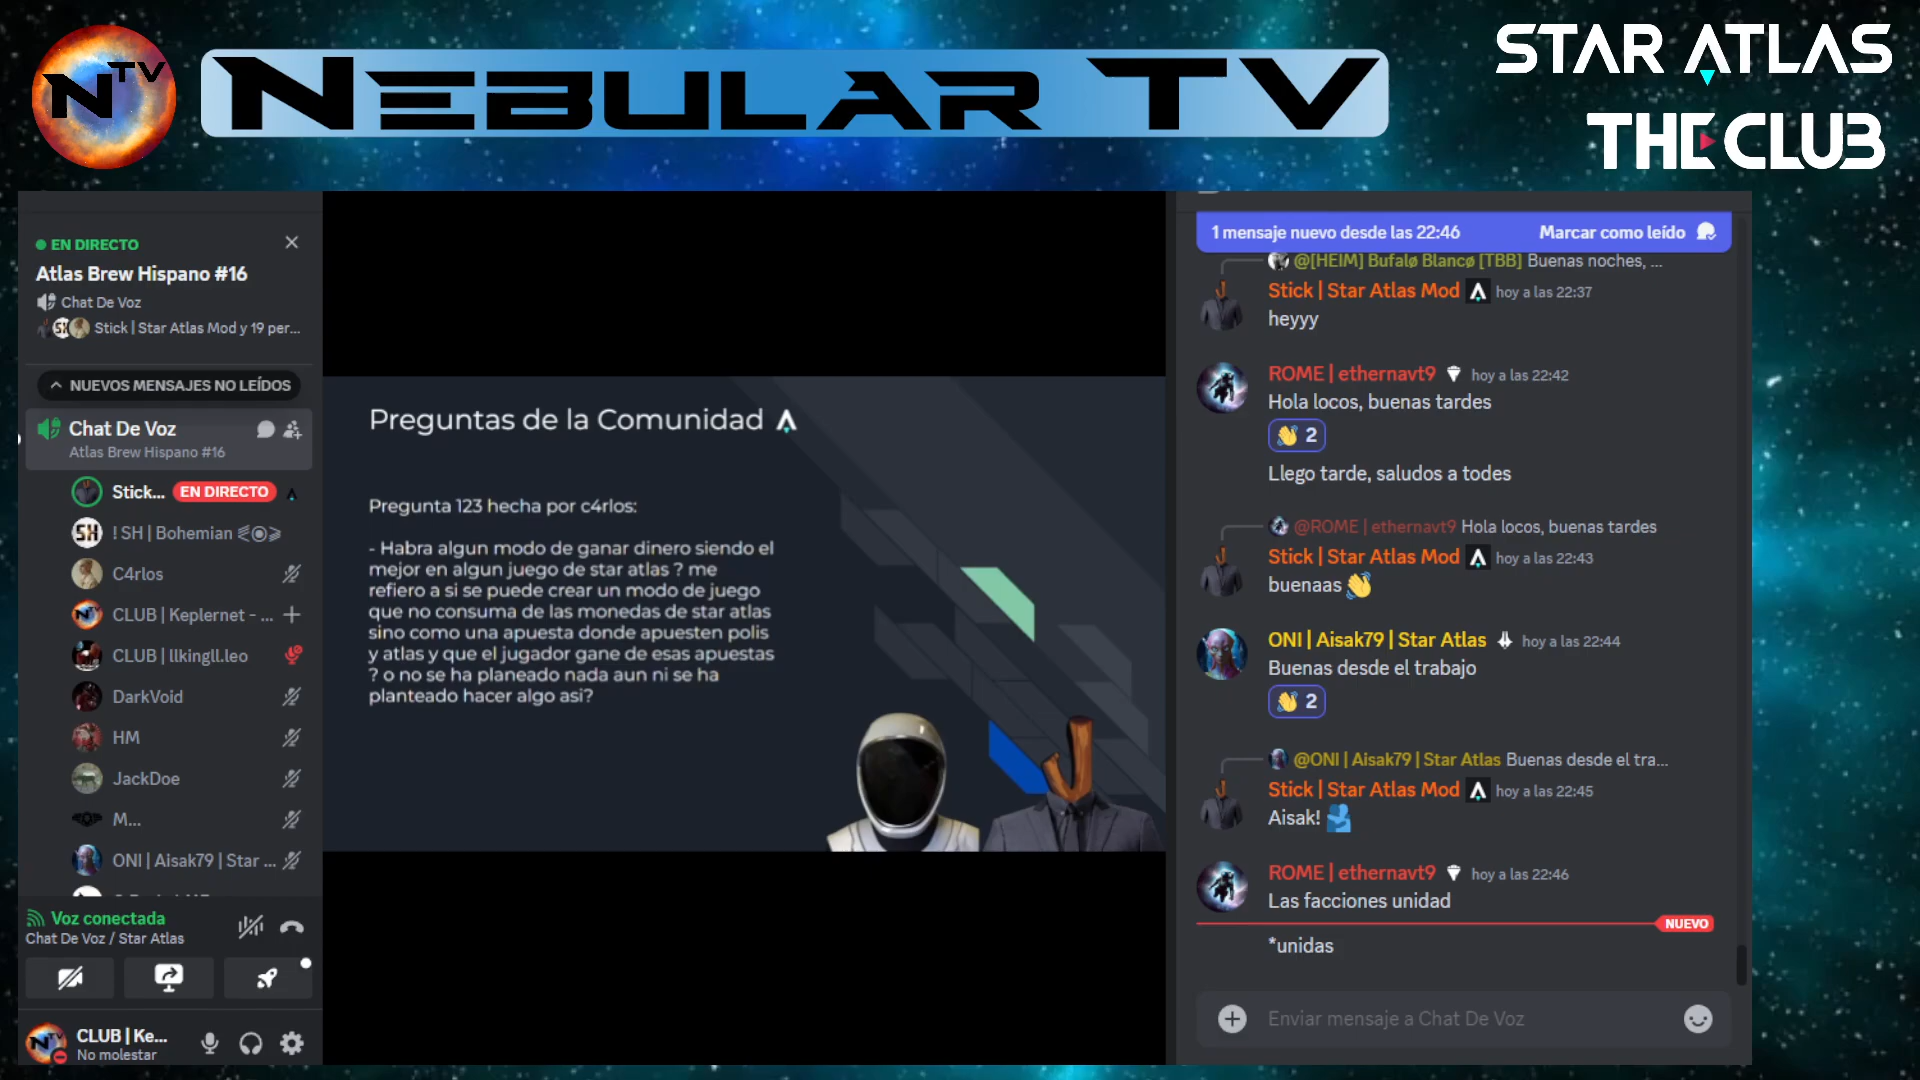 NTV
NEBULAR TV
STAR ATLAS
THE CLUB
EN DIRECTO
Atlas Brew Hispano #16
Chat De Voz
Stick | Star Atlas Mod y 19 per...
NUEVOS MENSAJES NO LEÍDOS
Chat De Voz
Atlas Brew Hispano #16
Stick... EN DIRECTO
! SH | Bohemian
C4rlos
CLUB | Keplernet - ...
CLUB | llkingll.leo
DarkVoid
HM
JackDoe
M...
ONI | Aisak79 | Star ...
Voz conectada
Chat De Voz / Star Atlas
CLUB | Ke...
No molestar
Preguntas de la Comunidad
Pregunta 123 hecha por c4rlos:
- Habra algun modo de ganar dinero siendo el
mejor en algun juego de star atlas ? me
refiero a si se puede crear un modo de juego
que no consuma de las monedas de star atlas
sino como una apuesta donde apuesten polis
y atlas y que el jugador gane de esas apuestas
? o no se ha planeado nada aun ni se ha
planteado hacer algo asi?
1 mensaje nuevo desde las 22:46 Marcar como leído
@[HEIM] Bufalø Blancø [TBB] Buenas noches, ...
Stick | Star Atlas Mod hoy a las 22:37
heyyy
ROME | ethernavt9 hoy a las 22:42
Hola locos, buenas tardes
👋 2
Llego tarde, saludos a todes
@ROME | ethernavt9 Hola locos, buenas tardes
Stick | Star Atlas Mod hoy a las 22:43
buenaas 👋
ONI | Aisak79 | Star Atlas hoy a las 22:44
Buenas desde el trabajo
👋 2
@ONI | Aisak79 | Star Atlas Buenas desde el tra...
Stick | Star Atlas Mod hoy a las 22:45
Aisak! 🫂
ROME | ethernavt9 hoy a las 22:46
Las facciones unidad
NUEVO
*unidas
Enviar mensaje a Chat De Voz